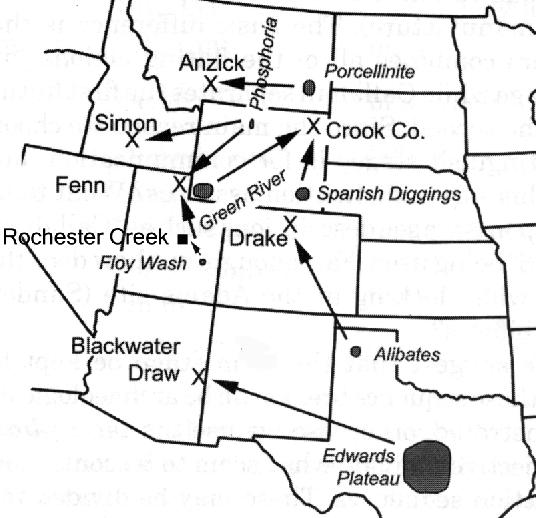 Anzick
Phosphoria
Porcellinite
Simon
Crook Co.
Fenn
Green River
Spanish Diggings
Rochester Creek
Drake
Floy Wash
Blackwater
Draw
Alibates
Edwards
Plateau
X
X
X
X
X
X